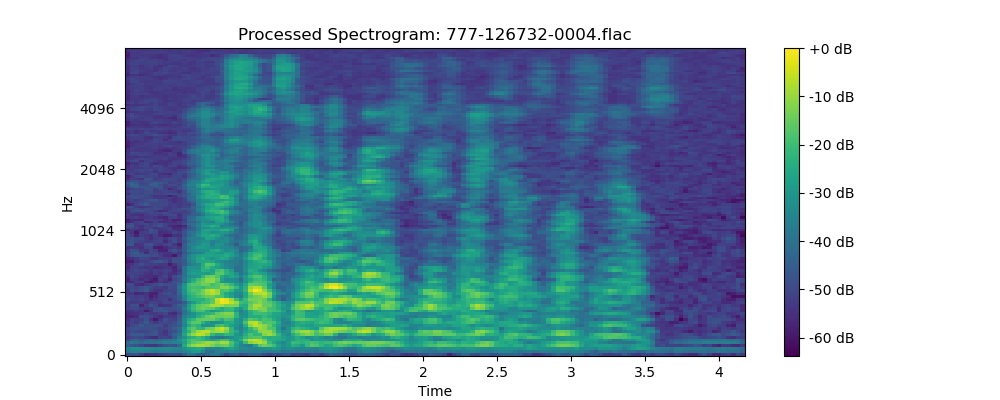 Processed Spectrogram: 777-126732-0004.flac
Hz
4096
2048
1024
512
0
0
0.5
1
1.5
2
2.5
3
3.5
4
Time
+0 dB
-10 dB
-20 dB
-30 dB
-40 dB
-50 dB
-60 dB